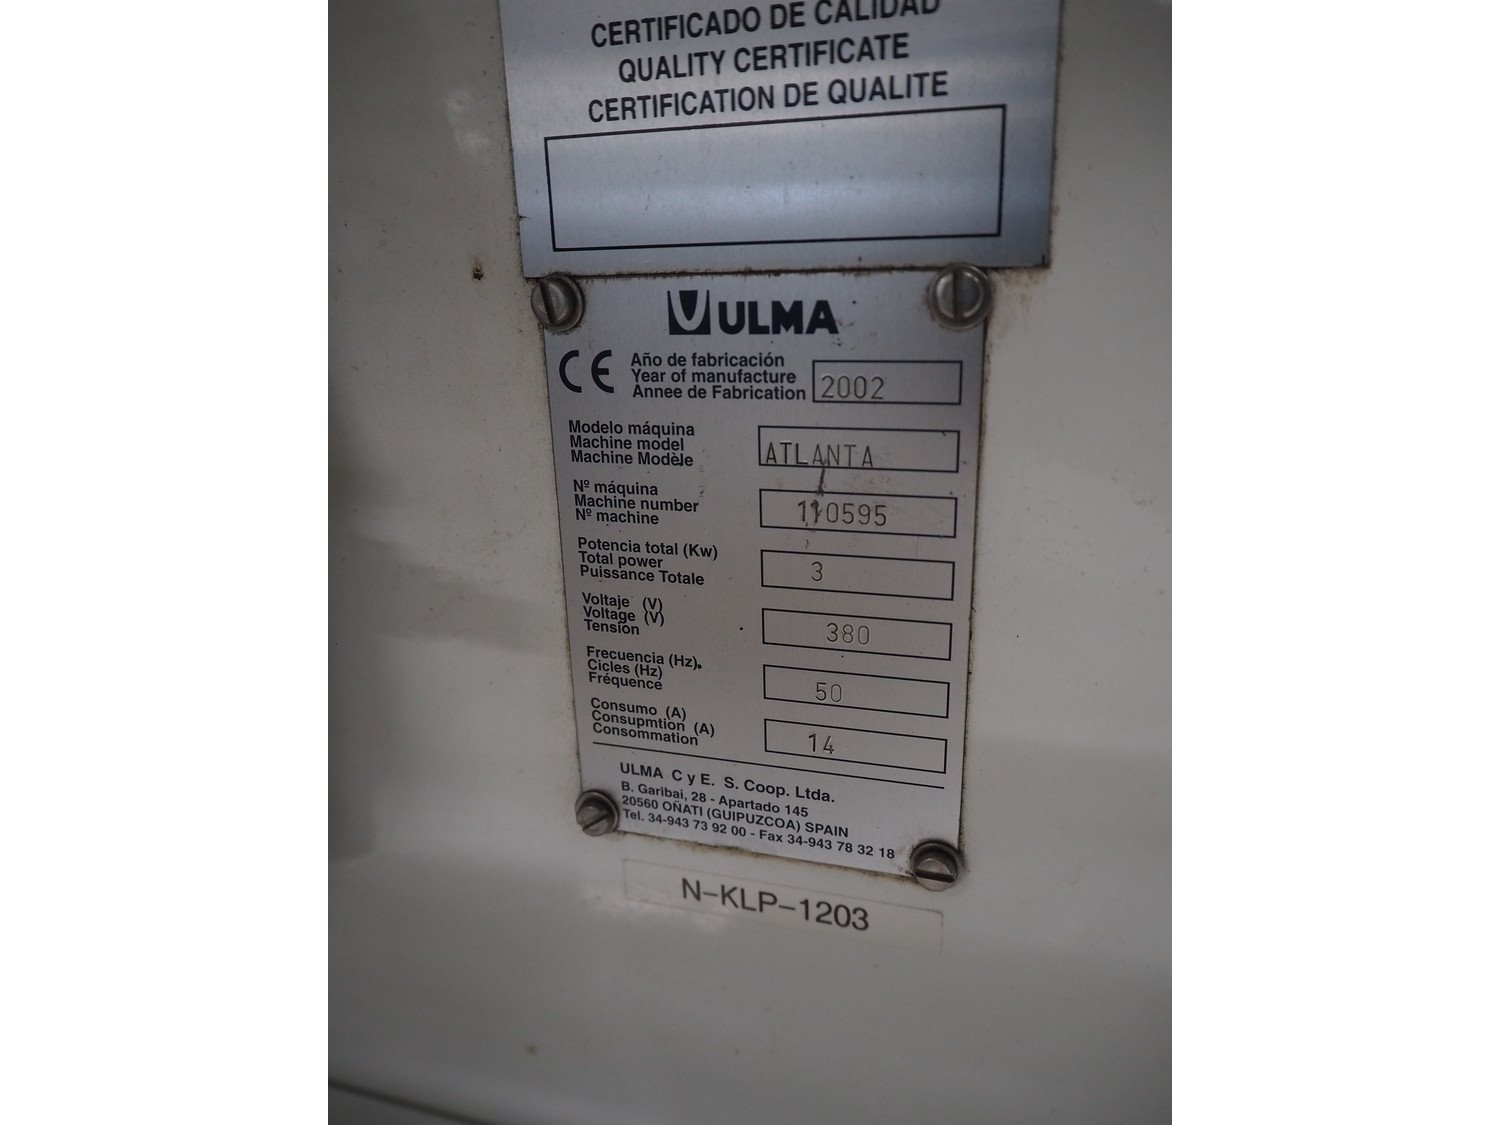 CERTIFICADO DE CALIDAD
QUALITY CERTIFICATE
CERTIFICATION DE QUALITE
ULMA
CE
Año de fabricación
Year of manufacture
Annee de Fabrication
2002
Modelo máquina
Machine model
Machine Modèle
ATLANTA
Nº máquina
Machine number
Nº machine
110595
Potencia total (Kw)
Total power
Puissance Totale
3
Voltaje (V)
Voltage (V)
Tension
380
Frecuencia (Hz).
Cicles (Hz)
Fréquence
50
Consumo (A)
Consupmtion (A)
Consommation
14
ULMA C y E. S. Coop. Ltda.
B. Garibai, 28 - Apartado 145
20560 OÑATI (GUIPUZCOA) SPAIN
Tel. 34-943 73 92 00 - Fax 34-943 78 32 18
N-KLP-1203